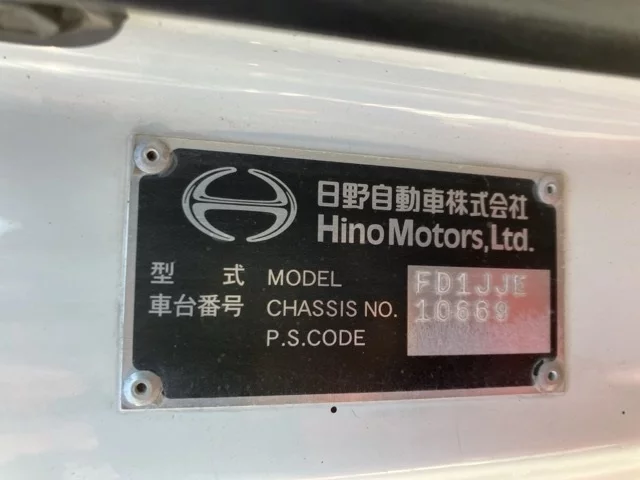 日野自動車株式会社
Hino Motors, Ltd.
型 式 MODEL FD1JJE
車台番号 CHASSIS NO. 10669
P.S.CODE